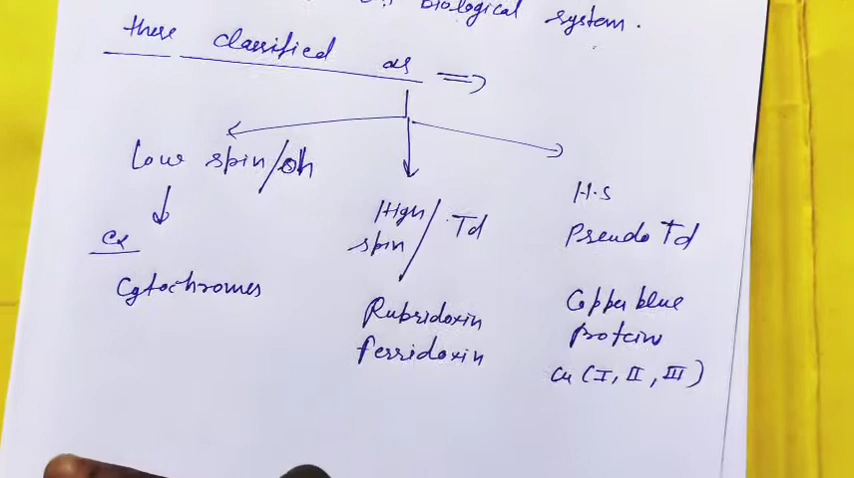 biological system.
these classified as ⇒
Low spin/oh
ex
Cytochromes
High/Td
spin
Rubridoxin
ferridoxin
H.S
Pseudo Td
Copper blue
protein
Cu (I, II, III)